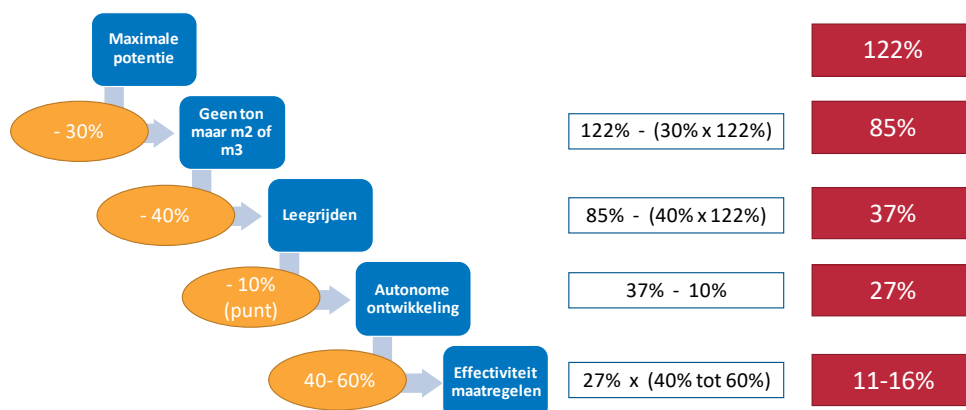 Maximale
potentie
122%
- 30%
Geen ton
maar m2 of
m3
122% - (30% x 122%)
85%
- 40%
Leegrijden
85% - (40% x 122%)
37%
- 10%
(punt)
Autonome
ontwikkeling
37% - 10%
27%
40- 60%
Effectiviteit
maatregelen
27% x (40% tot 60%)
11-16%